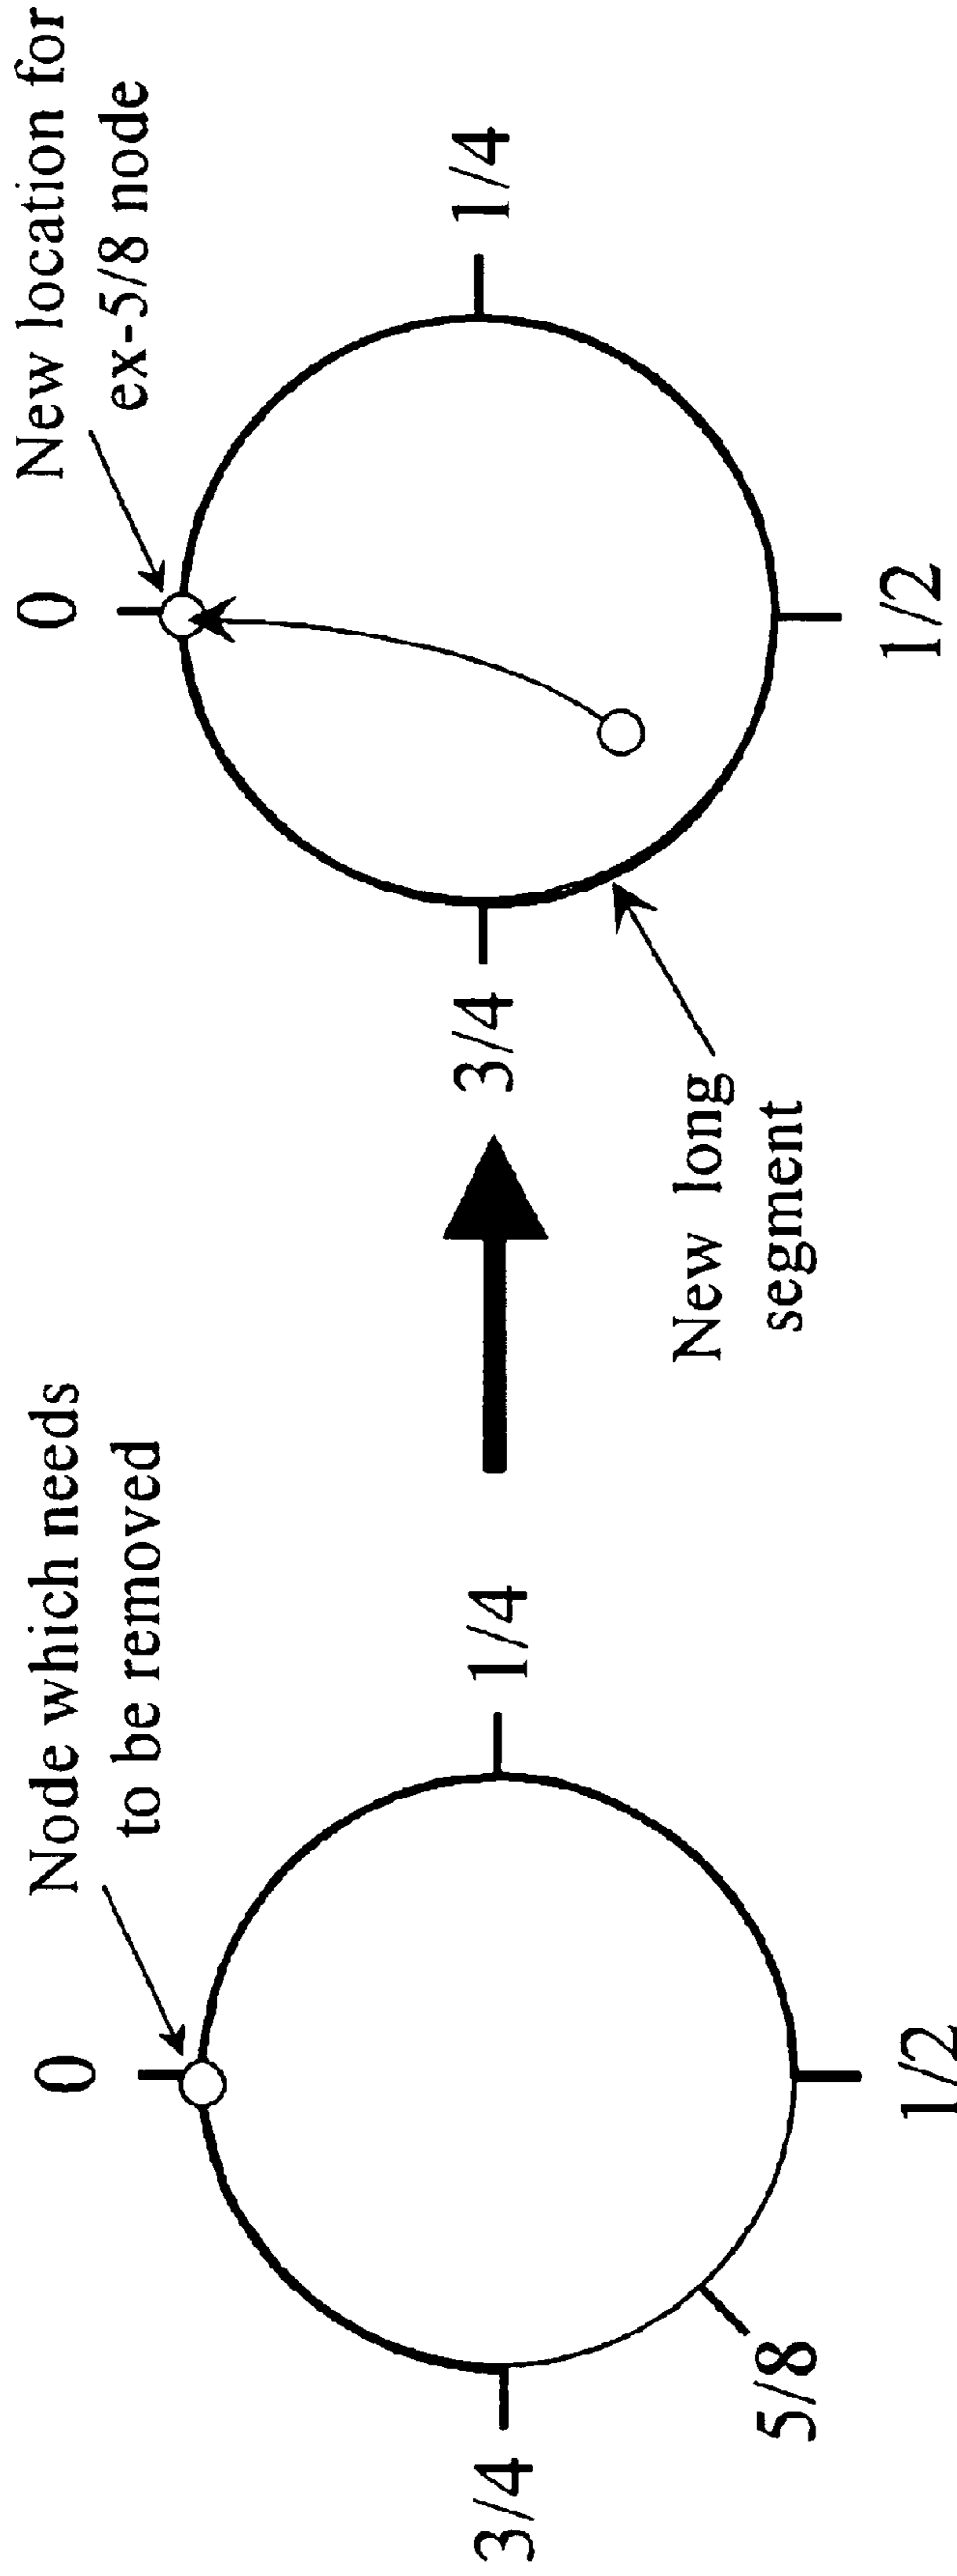 Node which needs
to be removed
0
1/4
1/2
5/8
3/4
New location for
ex-5/8 node
0
1/4
1/2
3/4
New long
segment